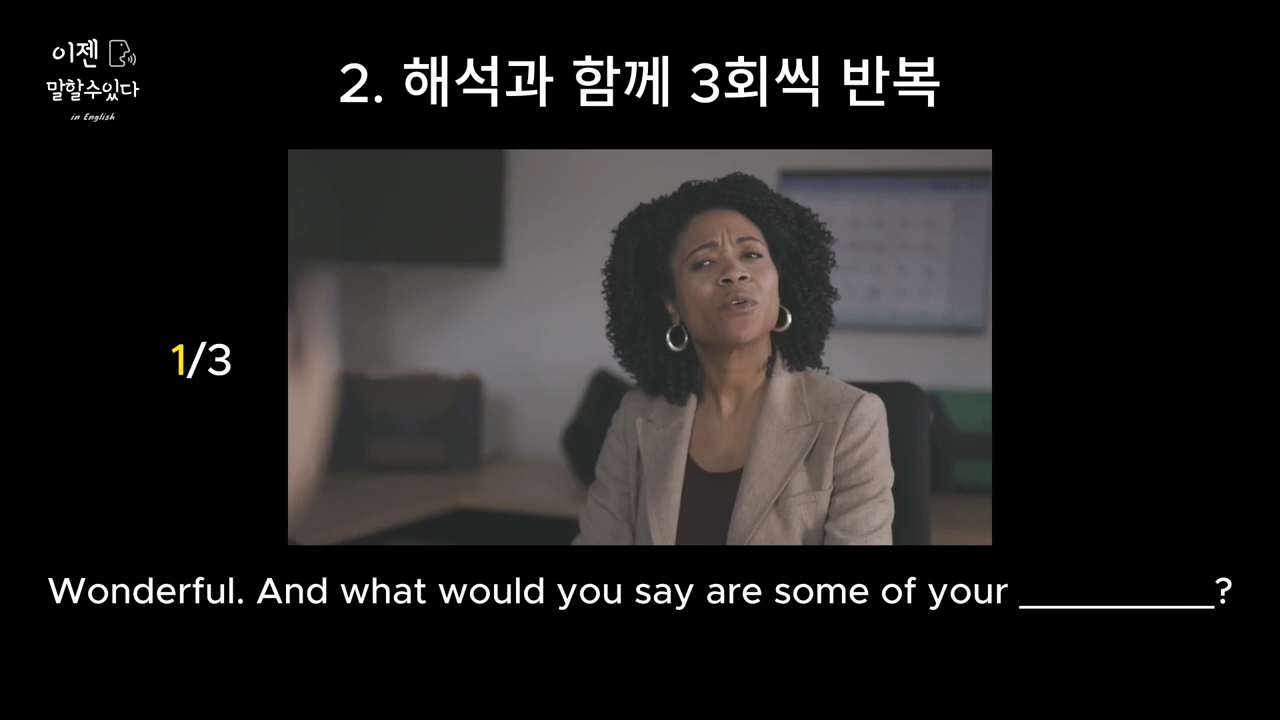 이젠
말할수있다
in English
2. 해석과 함께 3회씩 반복
1/3
Wonderful. And what would you say are some of your __________?